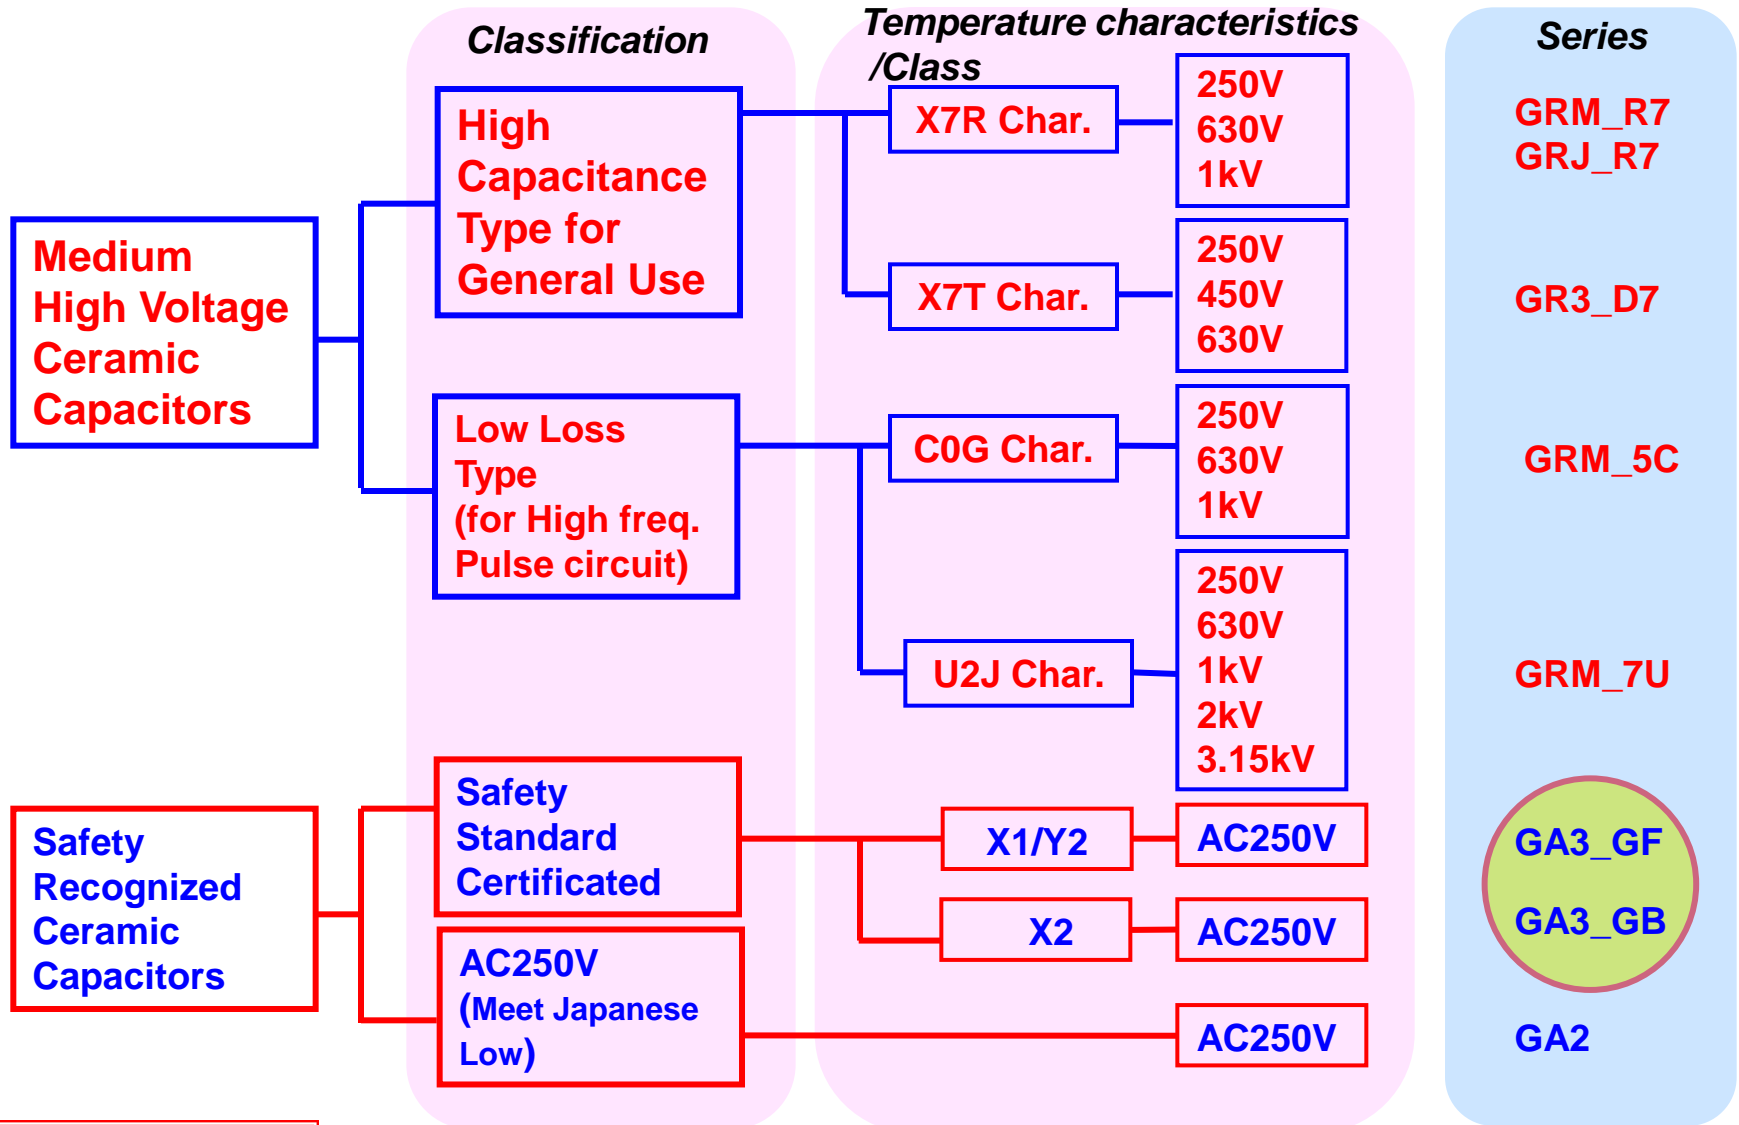 Classification
Temperature characteristics
/Class
Series
Medium
High Voltage
Ceramic
Capacitors
High
Capacitance
Type for
General Use
X7R Char.
250V
630V
1kV
GRM_R7
GRJ_R7
X7T Char.
250V
450V
630V
GR3_D7
Low Loss
Type
(for High freq.
Pulse circuit)
C0G Char.
250V
630V
1kV
GRM_5C
U2J Char.
250V
630V
1kV
2kV
3.15kV
GRM_7U
Safety
Recognized
Ceramic
Capacitors
Safety
Standard
Certificated
X1/Y2
AC250V
GA3_GF
X2
AC250V
GA3_GB
AC250V
(Meet Japanese
Low)
AC250V
GA2